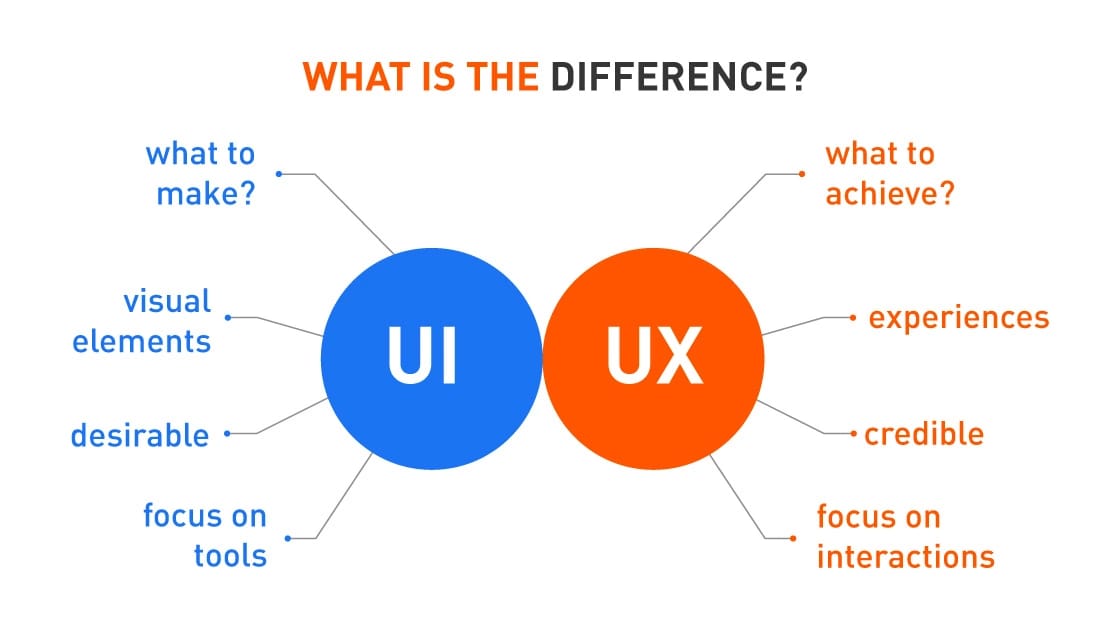 WHAT IS THE DIFFERENCE?
what to
make?
visual
elements
desirable
focus on
tools
UI
UX
what to
achieve?
experiences
credible
focus on
interactions